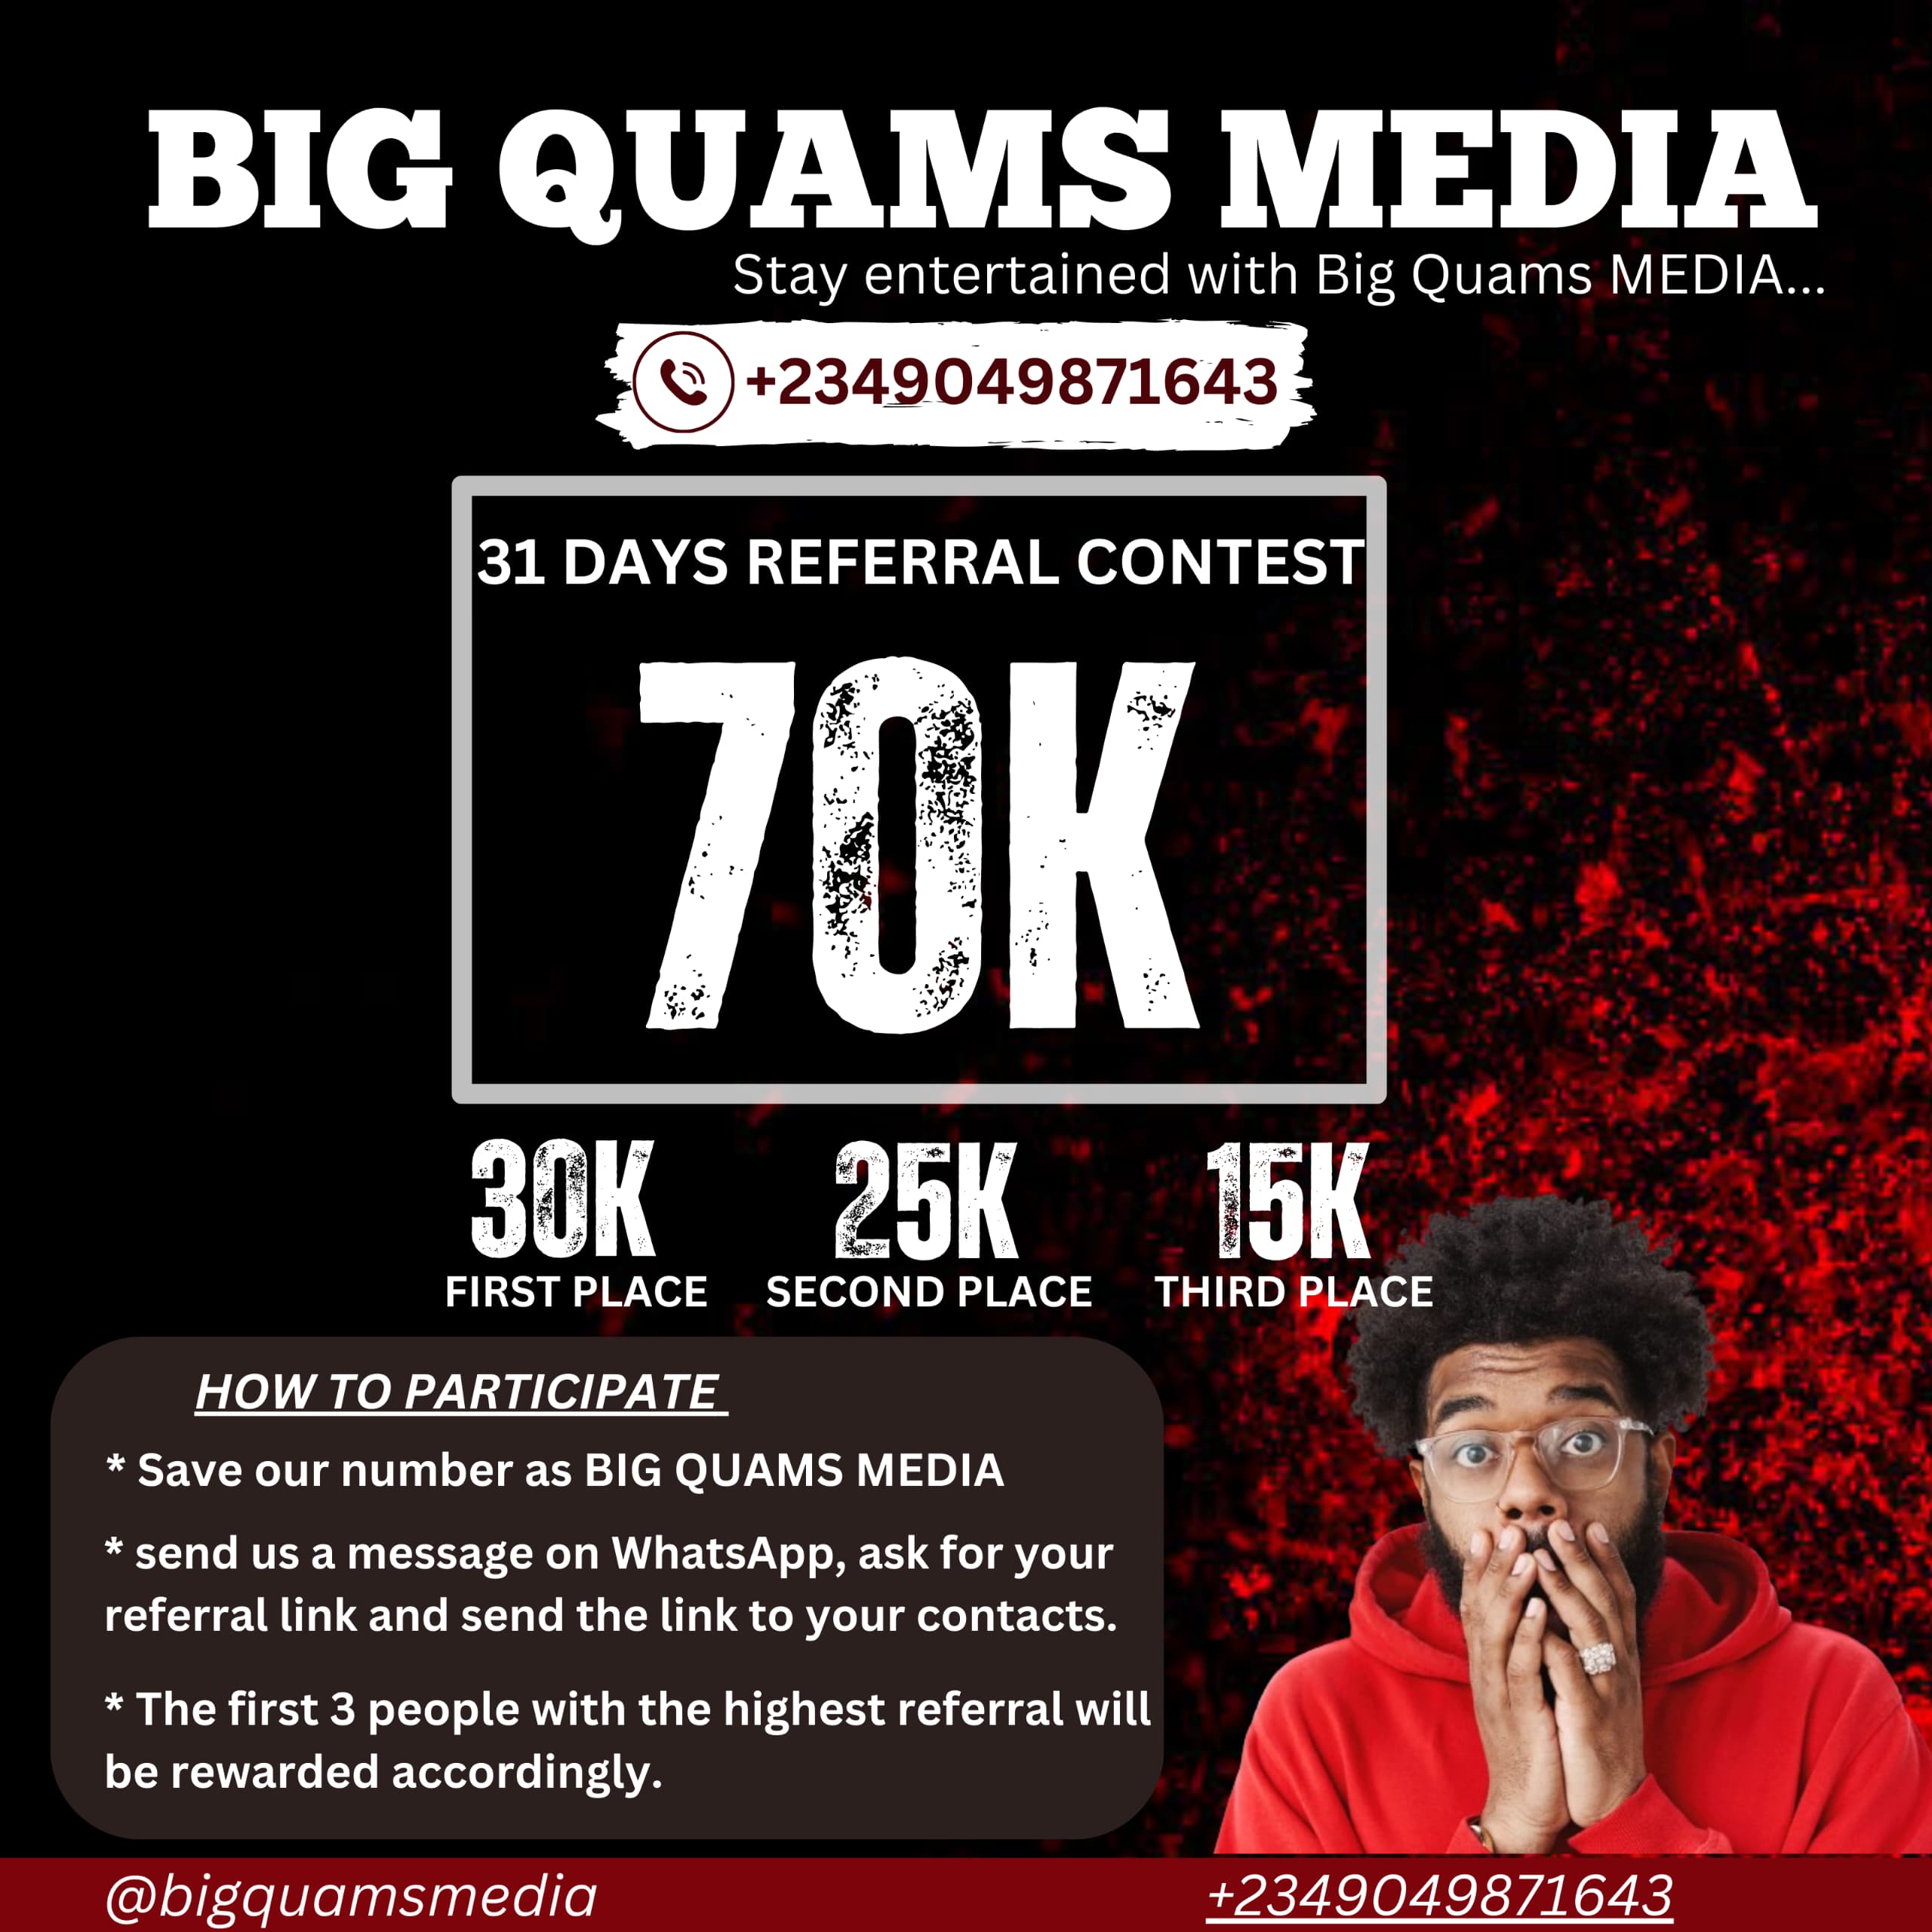 BIG QUAMS MEDIA
Stay entertained with Big Quams MEDIA...
+2349049871643
31 DAYS REFERRAL CONTEST
70K
30K 25K 15K
FIRST PLACE SECOND PLACE THIRD PLACE
HOW TO PARTICIPATE
* Save our number as BIG QUAMS MEDIA
* send us a message on WhatsApp, ask for your
referral link and send the link to your contacts.
* The first 3 people with the highest referral will
be rewarded accordingly.
@bigquamsmedia +2349049871643